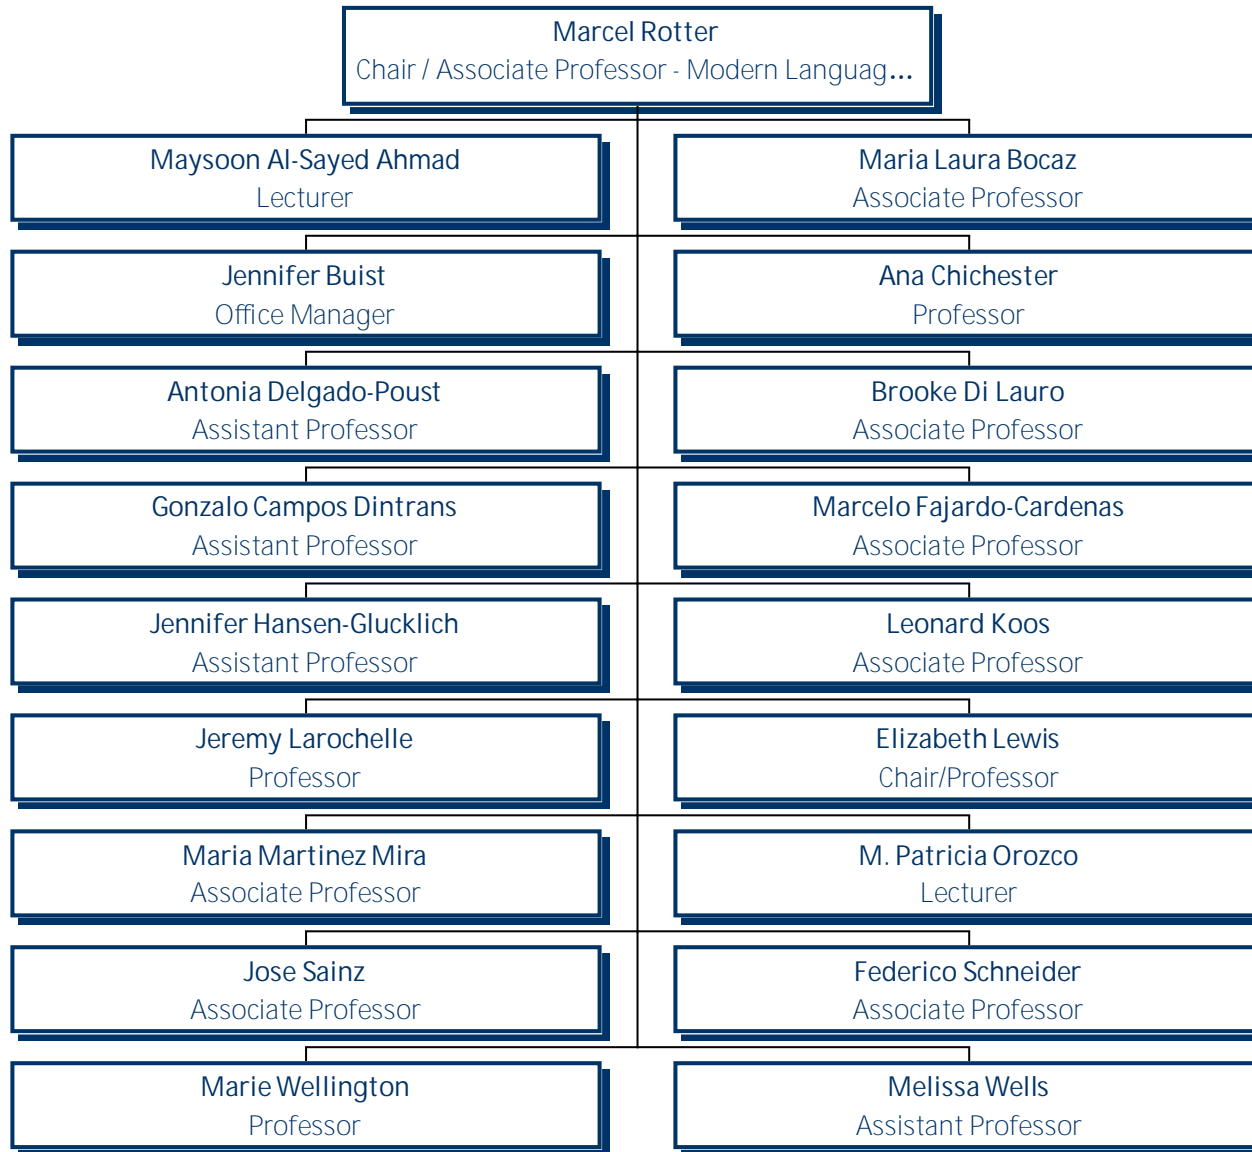 Marcel Rotter
Chair / Associate Professor - Modern Languag...
Maysoon Al-Sayed Ahmad
Lecturer
Maria Laura Bocaz
Associate Professor
Jennifer Buist
Office Manager
Ana Chichester
Professor
Antonia Delgado-Poust
Assistant Professor
Brooke Di Lauro
Associate Professor
Gonzalo Campos Dintrans
Assistant Professor
Marcelo Fajardo-Cardenas
Associate Professor
Jennifer Hansen-Glucklich
Assistant Professor
Leonard Koos
Associate Professor
Jeremy Larochelle
Professor
Elizabeth Lewis
Chair/Professor
Maria Martinez Mira
Associate Professor
M. Patricia Orozco
Lecturer
Jose Sainz
Associate Professor
Federico Schneider
Associate Professor
Marie Wellington
Professor
Melissa Wells
Assistant Professor